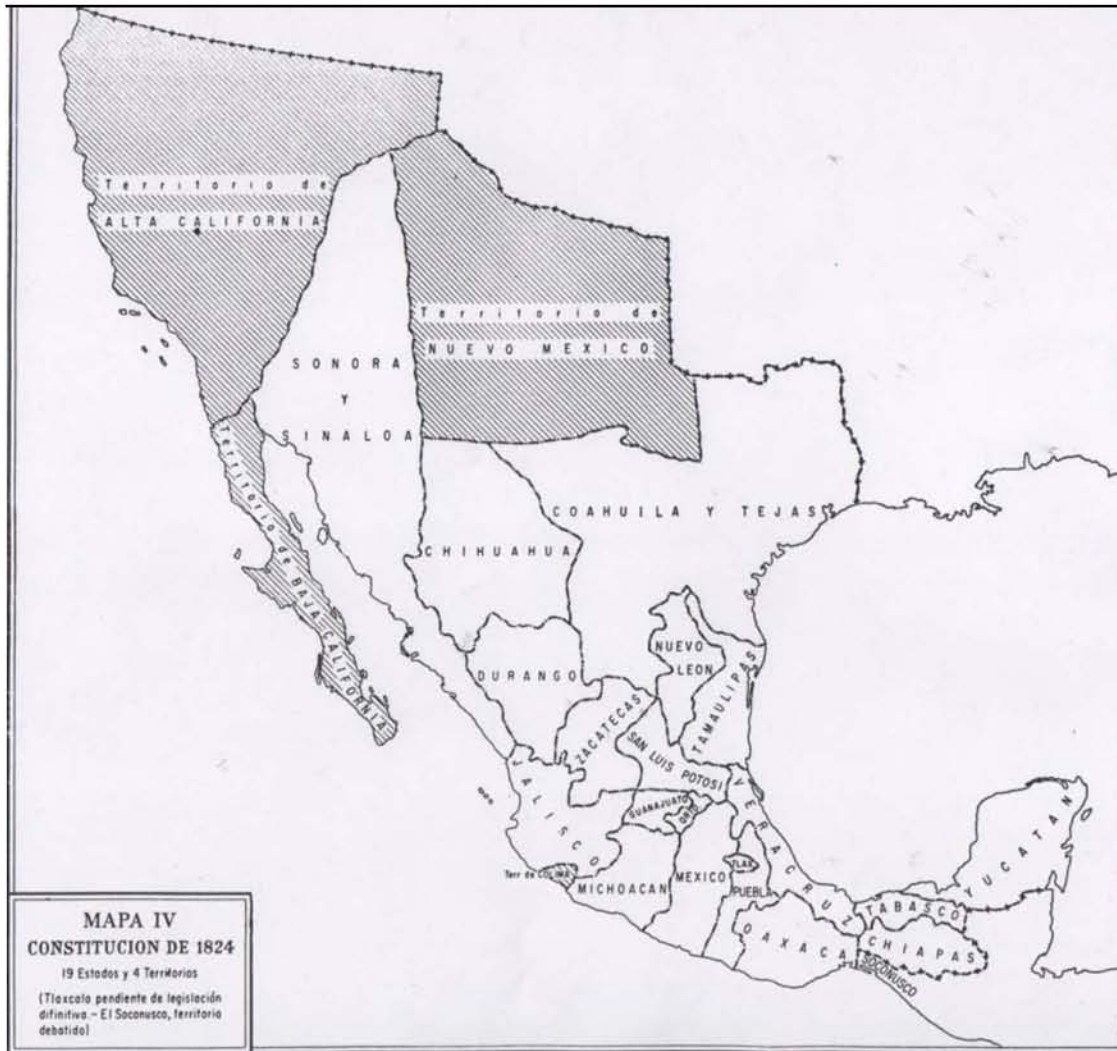 Territorio de
ALTA CALIFORNIA
Territorio de
NUEVO MEXICO
SONORA
Y
SINALOA
Territorio de BAJA CALIFORNIA
CHIHUAHUA
COAHUILA Y TEJAS
NUEVO
LEON
DURANGO
TAMAULIPAS
ZACATECAS
SAN LUIS POTOSI
JALISCO
GUANAJUATO
QRTO
VERACRUZ
YUCATAN
Terr de COLIMA
MICHOACAN
MEXICO
TLAX
PUEBLA
TABASCO
OAXACA
CHIAPAS
SOCONUSCO
MAPA IV
CONSTITUCION DE 1824
19 Estados y 4 Territorios
(Tlaxcala pendiente de legislación
difinitiva.- El Soconusco, territorio
debatido)